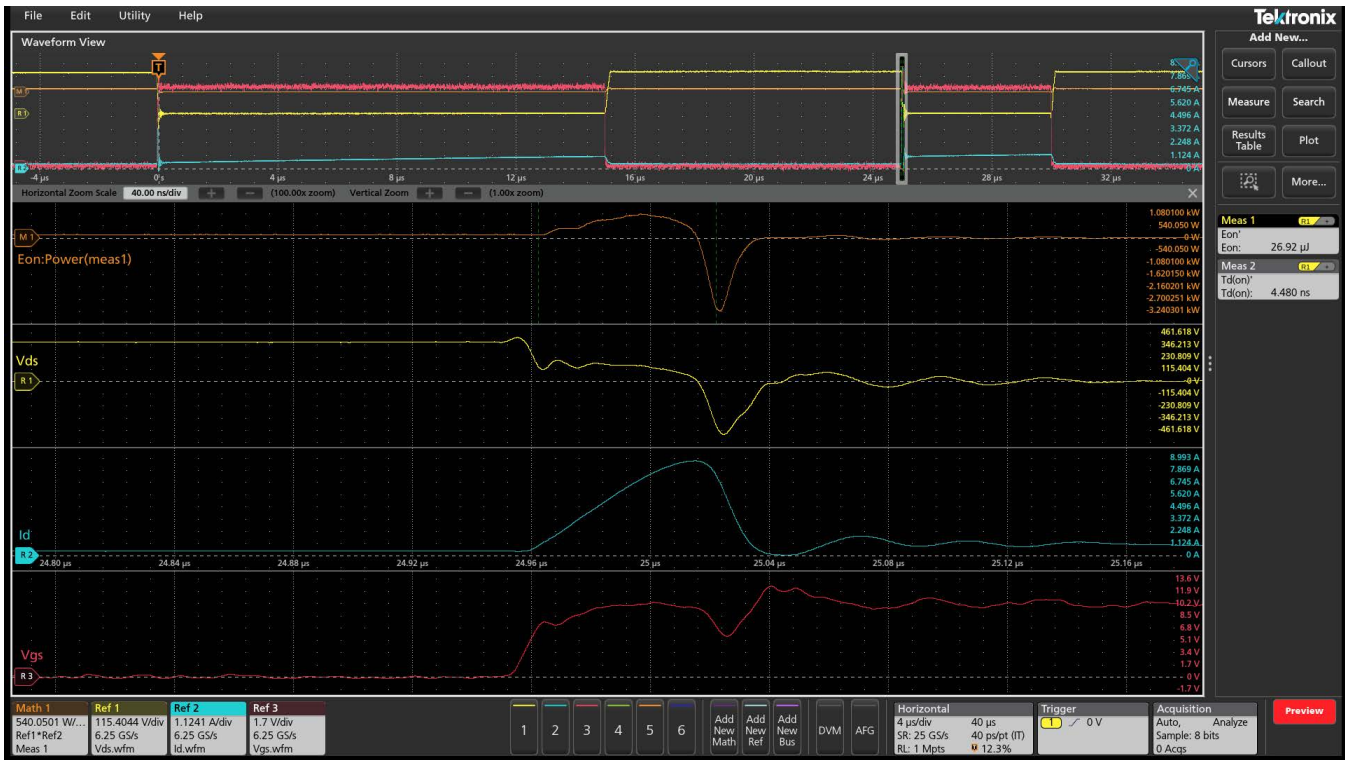 File Edit Utility Help
Tektronix
Waveform View
Add New...
Cursors Callout
Measure Search
Results Table Plot
More...
T
M
R1
R2
6.745 A
5.620 A
4.496 A
3.372 A
2.248 A
1.124 A
0 A
-4 µs 0 s 4 µs 8 µs 12 µs 16 µs 20 µs 24 µs 28 µs 32 µs
Horizontal Zoom Scale 40.00 ns/div + - (100.00x zoom) Vertical Zoom + - (1.00x zoom) X
M 1
Eon:Power(meas1)
1.080100 kW
540.050 W
0 W
-540.050 W
-1.080100 kW
-1.620150 kW
-2.160201 kW
-2.700251 kW
-3.240301 kW
Meas 1 R1
Eon'
Eon: 26.92 µJ
Meas 2 R1
Td(on)'
Td(on): 4.480 ns
Vds
R 1
461.618 V
346.213 V
230.809 V
115.404 V
0 V
-115.404 V
-230.809 V
-346.213 V
-461.618 V
Id
R 2
8.993 A
7.869 A
6.745 A
5.620 A
4.496 A
3.372 A
2.248 A
1.124 A
0 A
24.80 µs 24.84 µs 24.88 µs 24.92 µs 24.96 µs 25 µs 25.04 µs 25.08 µs 25.12 µs 25.16 µs
Vgs
R 3
13.6 V
11.9 V
10.2 V
8.5 V
6.8 V
5.1 V
3.4 V
1.7 V
0 V
-1.7 V
Math 1
540.0501 W/...
Ref1*Ref2
Meas 1
Ref 1
115.4044 V/div
6.25 GS/s
Vds.wfm
Ref 2
1.1241 A/div
6.25 GS/s
Id.wfm
Ref 3
1.7 V/div
6.25 GS/s
Vgs.wfm
1 2 3 4 5 6
Add New Math
Add New Ref
Add New Bus
DVM AFG
Horizontal
4 µs/div 40 µs
SR: 25 GS/s 40 ps/pt (IT)
RL: 1 Mpts 12.3%
Trigger
1 0 V
Acquisition
Auto, Analyze
Sample: 8 bits
0 Acqs
Preview